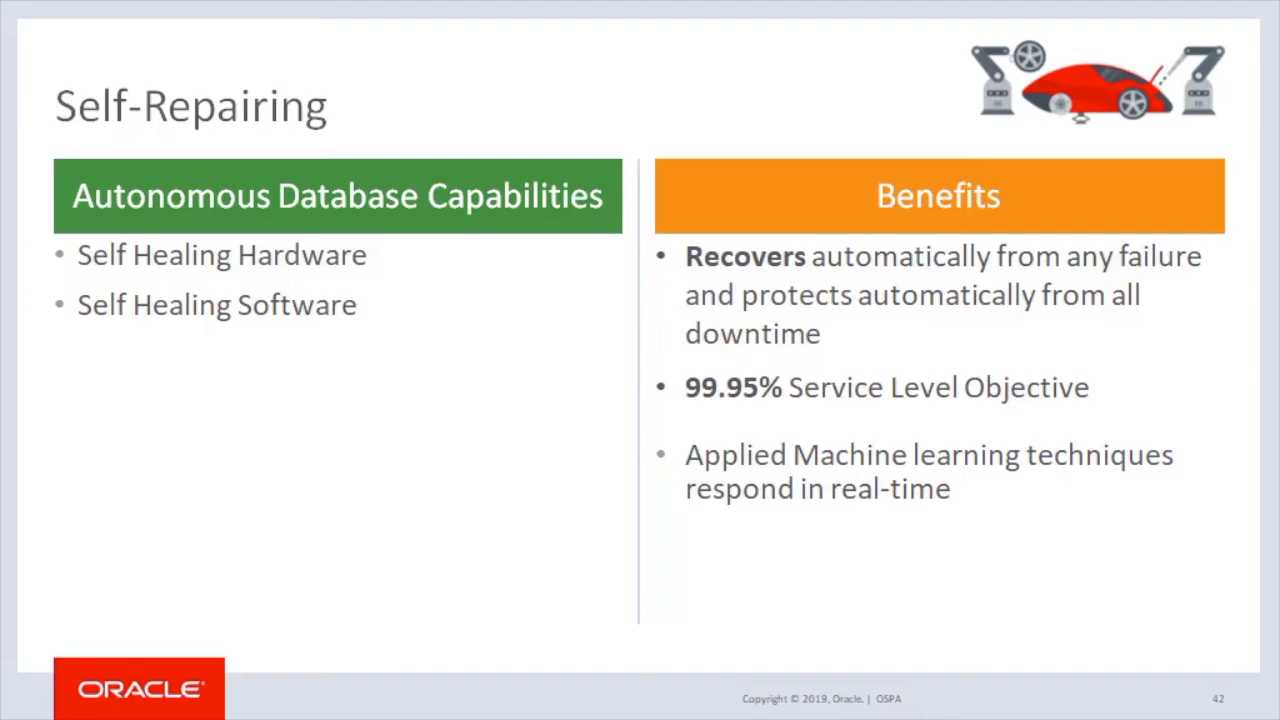 Self-Repairing
Autonomous Database Capabilities
• Self Healing Hardware
• Self Healing Software
Benefits
• Recovers automatically from any failure
and protects automatically from all
downtime
• 99.95% Service Level Objective
• Applied Machine learning techniques
respond in real-time
ORACLE®
Copyright © 2019, Oracle. | OSPA
42